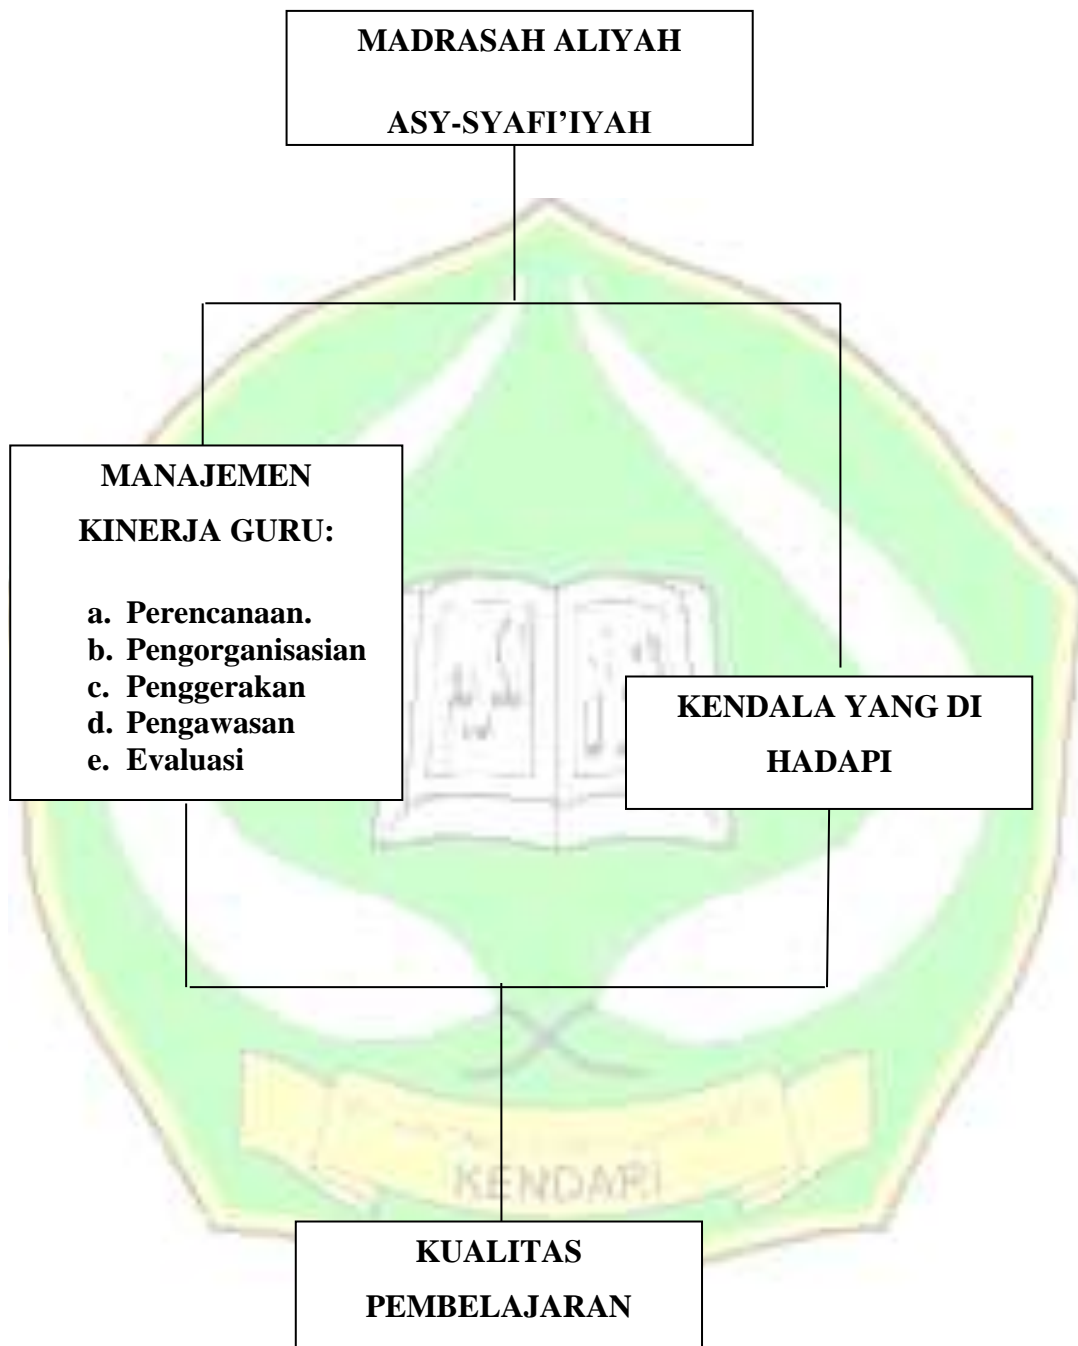 MADRASAH ALIYAH
ASY-SYAFI’IYAH
MANAJEMEN
KINERJA GURU:
a. Perencanaan.
b. Pengorganisasian
c. Penggerakan
d. Pengawasan
e. Evaluasi
KENDALA YANG DI
HADAPI
KENDARI
KUALITAS
PEMBELAJARAN